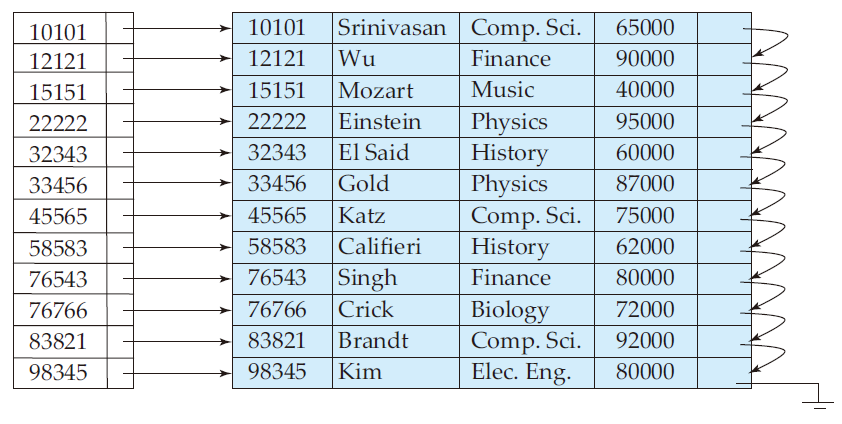 10101 10101 Srinivasan Comp. Sci. 65000
12121 12121 Wu Finance 90000
15151 15151 Mozart Music 40000
22222 22222 Einstein Physics 95000
32343 32343 El Said History 60000
33456 33456 Gold Physics 87000
45565 45565 Katz Comp. Sci. 75000
58583 58583 Califieri History 62000
76543 76543 Singh Finance 80000
76766 76766 Crick Biology 72000
83821 83821 Brandt Comp. Sci. 92000
98345 98345 Kim Elec. Eng. 80000